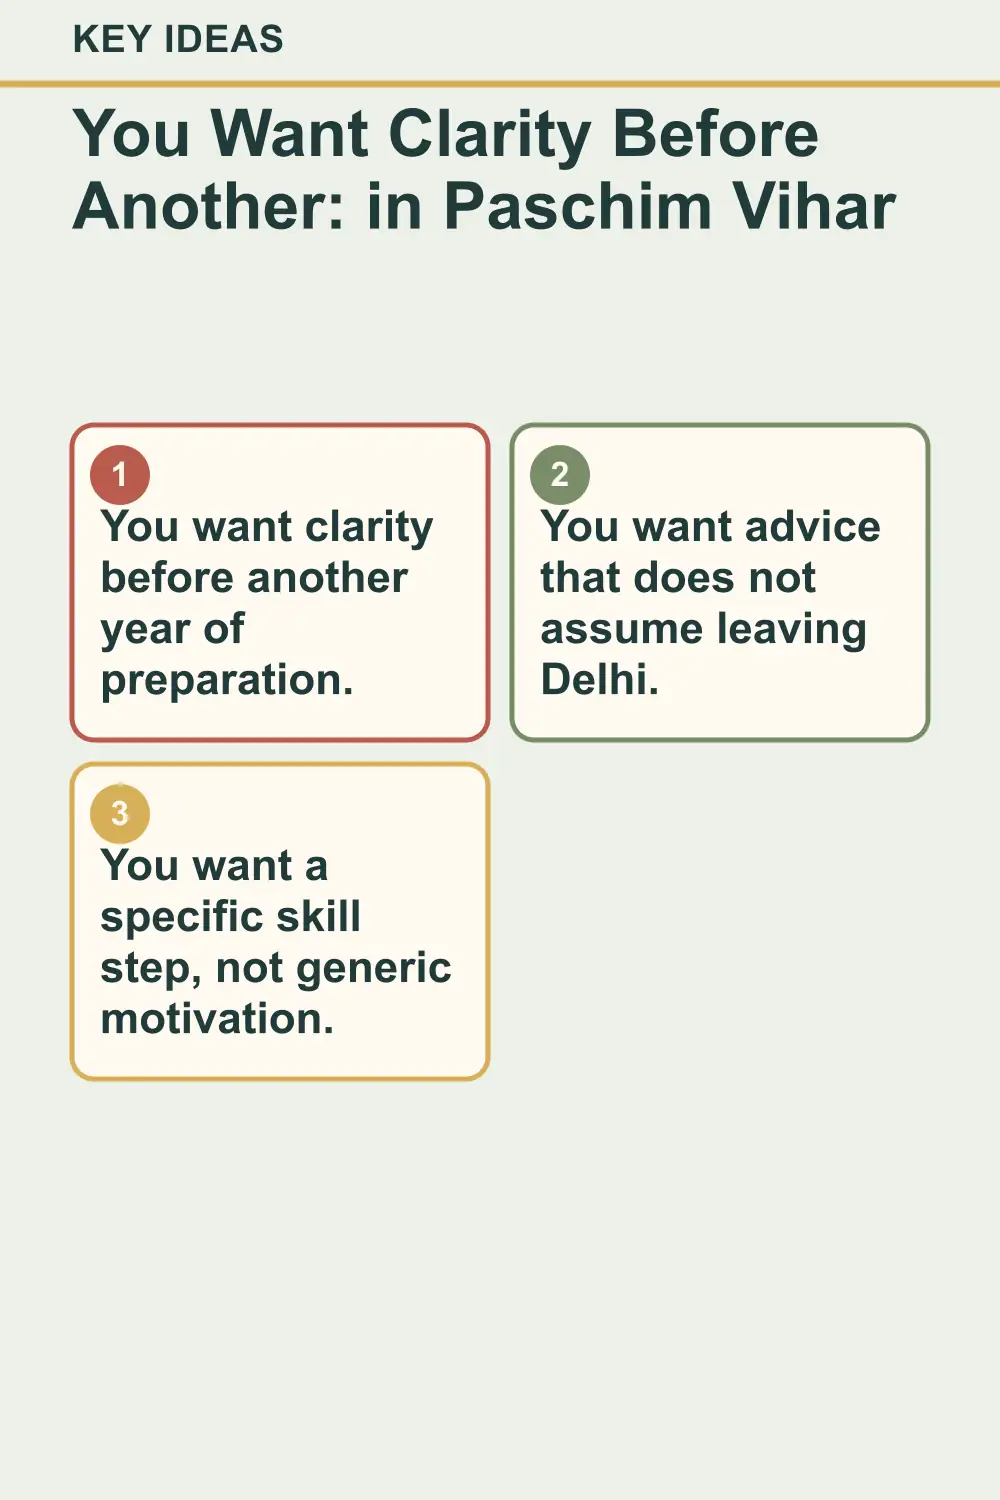 KEY IDEAS
You Want Clarity Before
Another: in Paschim Vihar
1
You want clarity
before another
year of
preparation.
2
You want advice
that does not
assume leaving
Delhi.
3
You want a
specific skill
step, not generic
motivation.